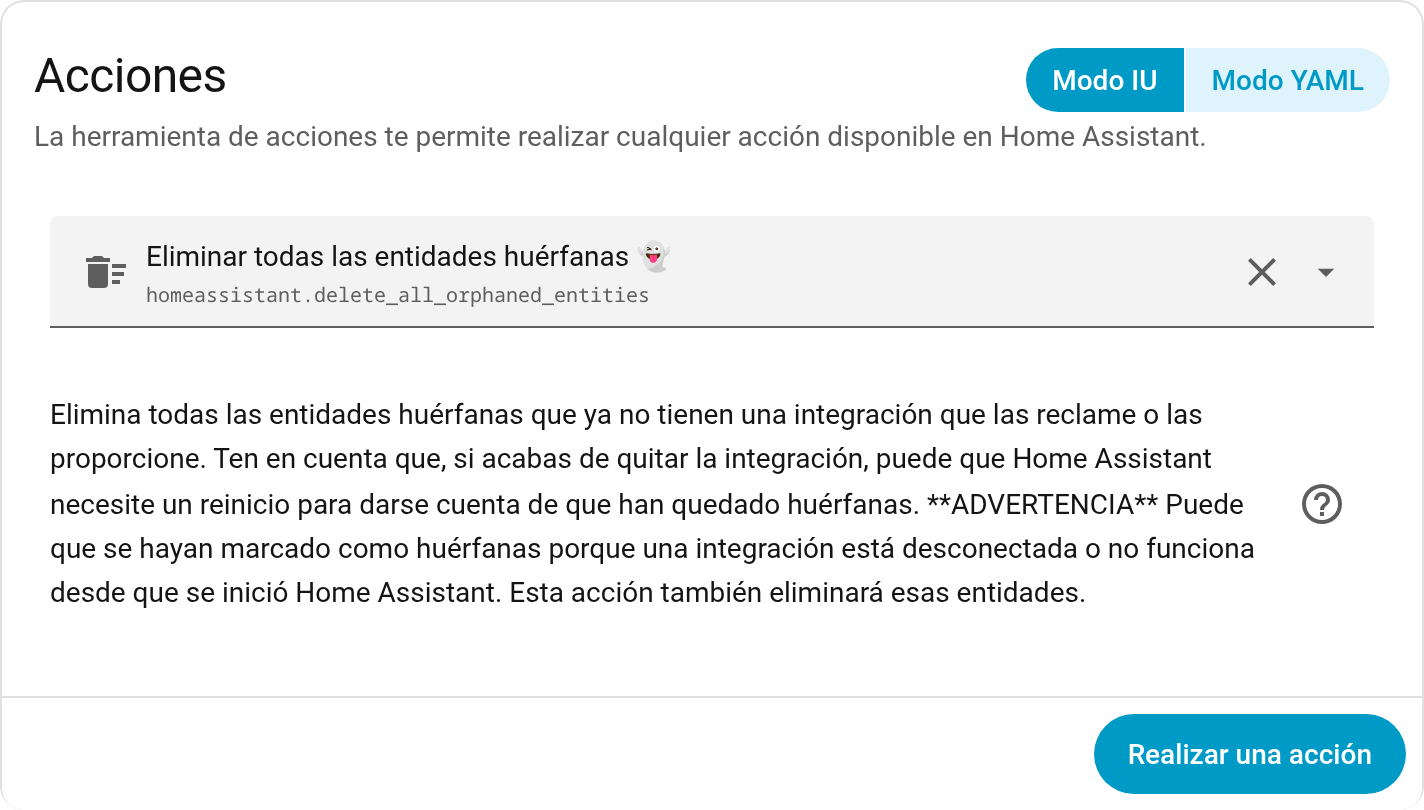 Acciones
Modo IU
Modo YAML
La herramienta de acciones te permite realizar cualquier acción disponible en Home Assistant.
Eliminar todas las entidades huérfanas 👻
homeassistant.delete_all_orphaned_entities
Elimina todas las entidades huérfanas que ya no tienen una integración que las reclame o las
proporcione. Ten en cuenta que, si acabas de quitar la integración, puede que Home Assistant
necesite un reinicio para darse cuenta de que han quedado huérfanas. **ADVERTENCIA** Puede
que se hayan marcado como huérfanas porque una integración está desconectada o no funciona
desde que se inició Home Assistant. Esta acción también eliminará esas entidades.
Realizar una acción